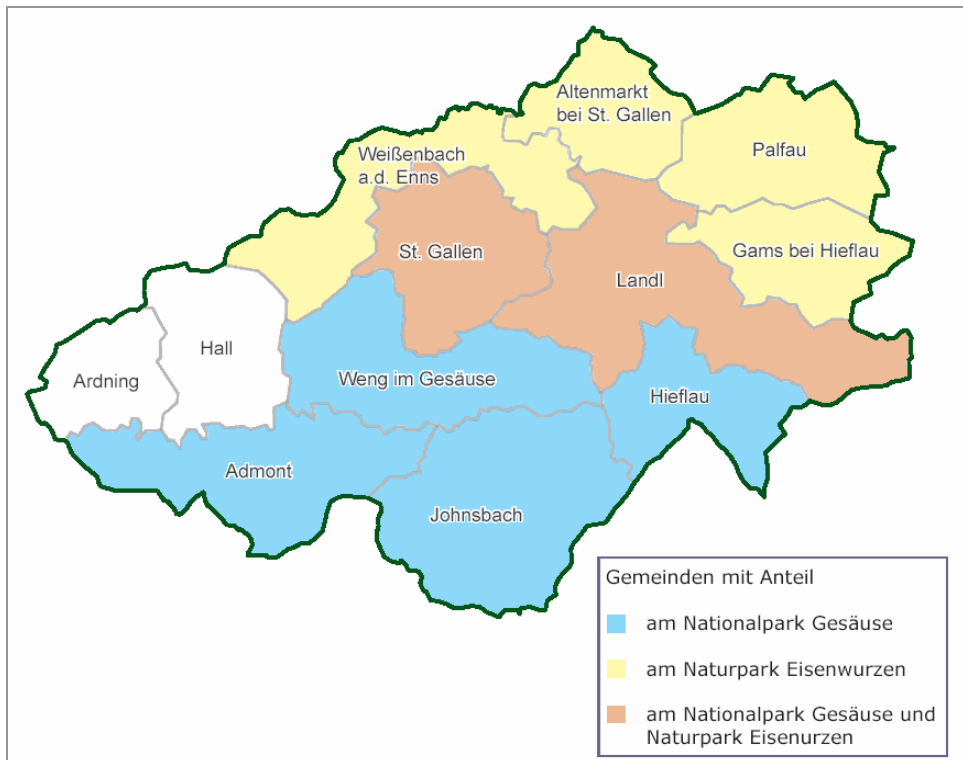 Altenmarkt
bei St. Gallen
Palfau
Weißenbach
a.d. Enns
St. Gallen
Gams bei Hieflau
Landl
Hall
Ardning
Weng im Gesäuse
Hieflau
Admont
Johnsbach
Gemeinden mit Anteil
am Nationalpark Gesäuse
am Naturpark Eisenwurzen
am Nationalpark Gesäuse und
Naturpark Eisenurzen